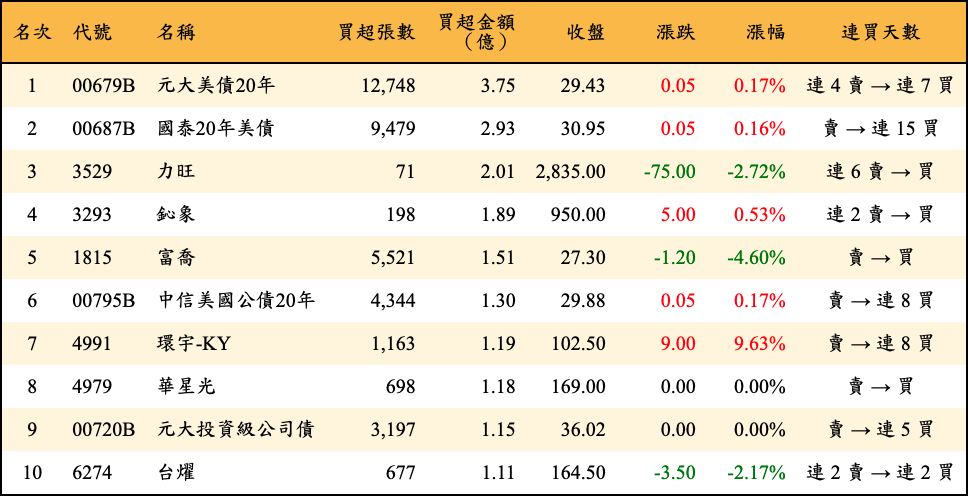 名次 代號 名稱 買超張數 買超金額（億） 收盤 漲跌 漲幅 連買天數
1 00679B 元大美債20年 12,748 3.75 29.43 0.05 0.17% 連 4 賣 → 連 7 買
2 00687B 國泰20年美債 9,479 2.93 30.95 0.05 0.16% 賣 → 連 15 買
3 3529 力旺 71 2.01 2,835.00 -75.00 -2.72% 連 6 賣 → 買
4 3293 鈊象 198 1.89 950.00 5.00 0.53% 連 2 賣 → 買
5 1815 富喬 5,521 1.51 27.30 -1.20 -4.60% 賣 → 買
6 00795B 中信美國公債20年 4,344 1.30 29.88 0.05 0.17% 賣 → 連 8 買
7 4991 環宇-KY 1,163 1.19 102.50 9.00 9.63% 賣 → 連 8 買
8 4979 華星光 698 1.18 169.00 0.00 0.00% 賣 → 買
9 00720B 元大投資級公司債 3,197 1.15 36.02 0.00 0.00% 賣 → 連 5 買
10 6274 台燿 677 1.11 164.50 -3.50 -2.17% 連 2 賣 → 連 2 買